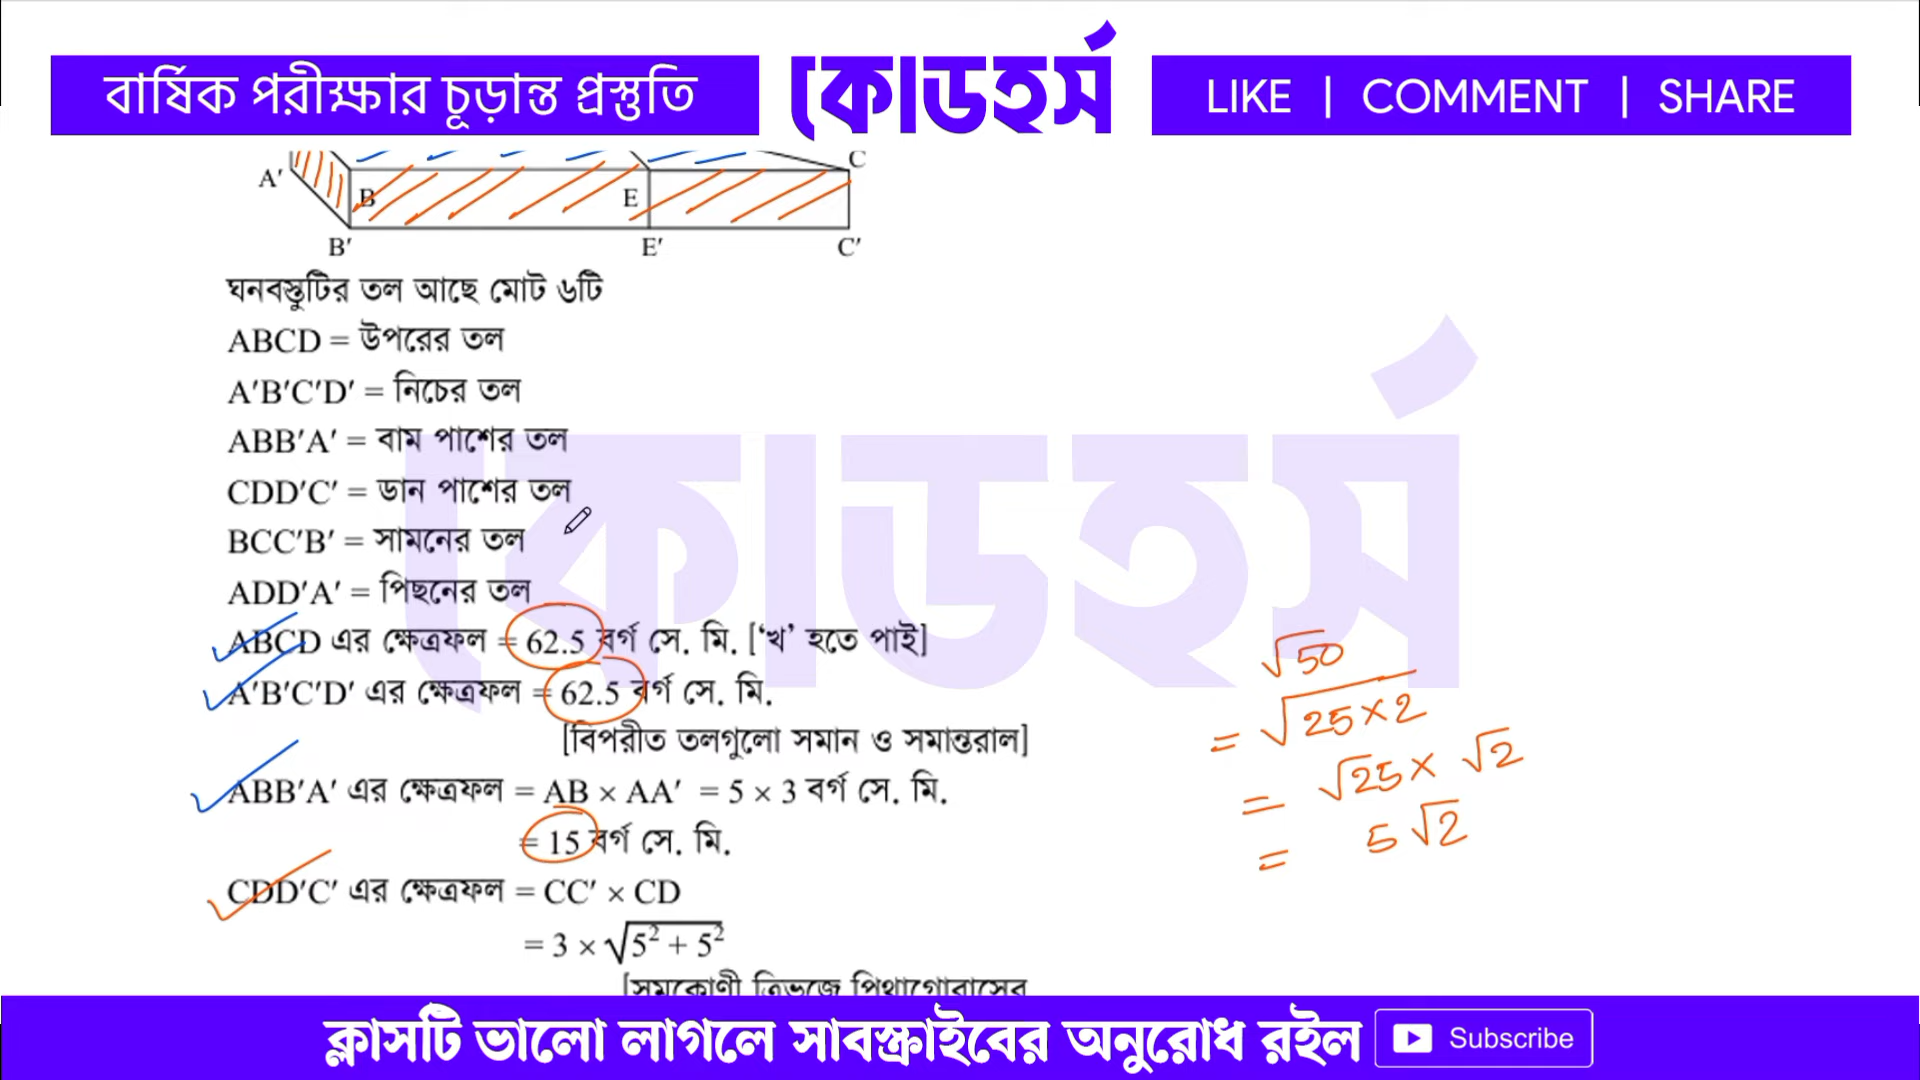 বার্ষিক পরীক্ষার চূড়ান্ত প্রস্তুতি
কোডহর্স
LIKE | COMMENT | SHARE
A′ B E C
B′ E′ C′
ঘনবস্তুটির তল আছে মোট ৬টি
ABCD = উপরের তল
A′B′C′D′ = নিচের তল
ABB′A′ = বাম পাশের তল
CDD′C′ = ডান পাশের তল
BCC′B′ = সামনের তল
ADD′A′ = পিছনের তল
ABCD এর ক্ষেত্রফল = 62.5 বর্গ সে. মি. [‘খ’ হতে পাই]
A′B′C′D′ এর ক্ষেত্রফল = 62.5 বর্গ সে. মি.
[বিপরীত তলগুলো সমান ও সমান্তরাল]
ABB′A′ এর ক্ষেত্রফল = AB × AA′ = 5 × 3 বর্গ সে. মি.
= 15 বর্গ সে. মি.
CDD′C′ এর ক্ষেত্রফল = CC′ × CD
= 3 × √5² + 5²
[সমকোণী ত্রিভুজে পিথাগোরাসের
√50
= √25 × 2
= √25 × √2
= 5 √2
কোডহর্স
ক্লাসটি ভালো লাগলে সাবস্ক্রাইবের অনুরোধ রইল
Subscribe